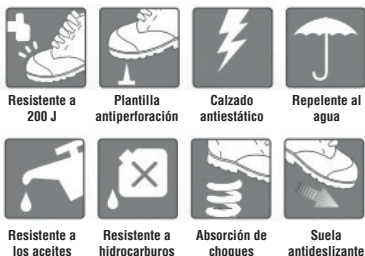 Resistente a
200 J
Plantilla
antiperforación
Calzado
antiestático
Repelente al
agua
Resistente a
los aceites
Resistente a
hidrocarburos
Absorción de
choques
Suela
antideslizante